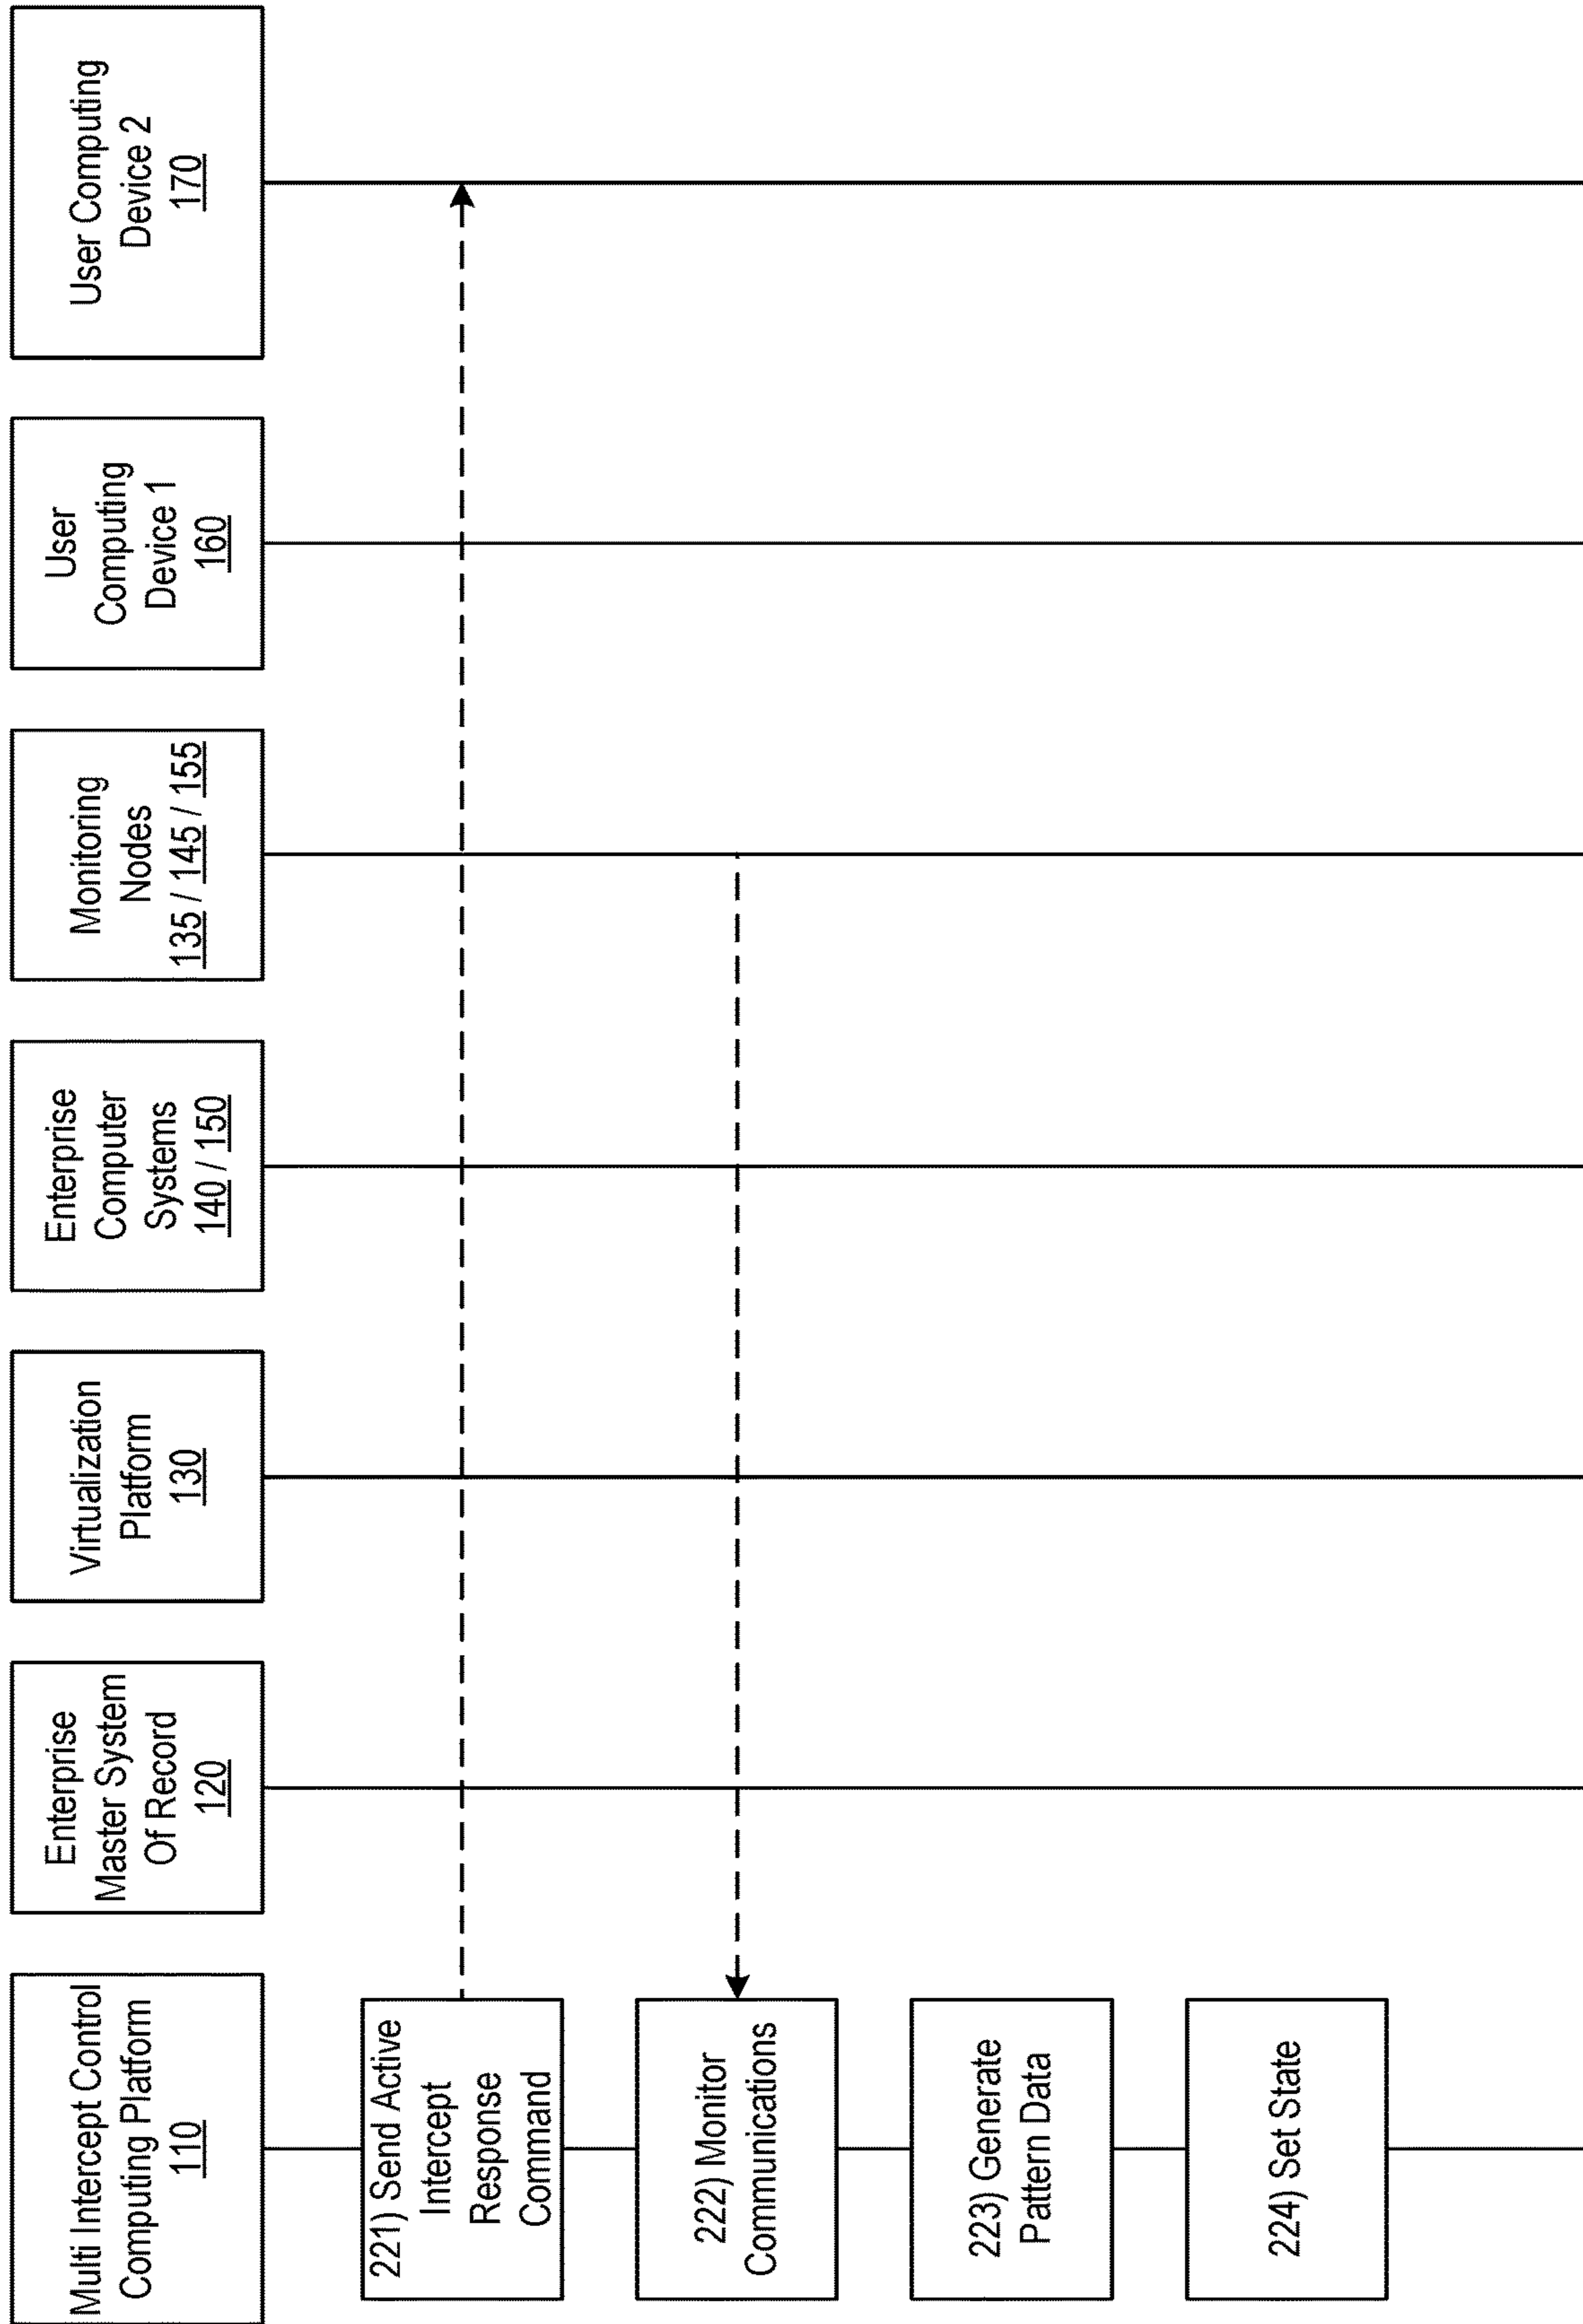 Multi Intercept Control
Computing Platform
110
Enterprise
Master System
Of Record
120
Virtualization
Platform
130
Enterprise
Computer
Systems
140 / 150
Monitoring
Nodes
135 / 145 / 155
User
Computing
Device 1
160
User Computing
Device 2
170
221) Send Active
Intercept
Response
Command
222) Monitor
Communications
223) Generate
Pattern Data
224) Set State